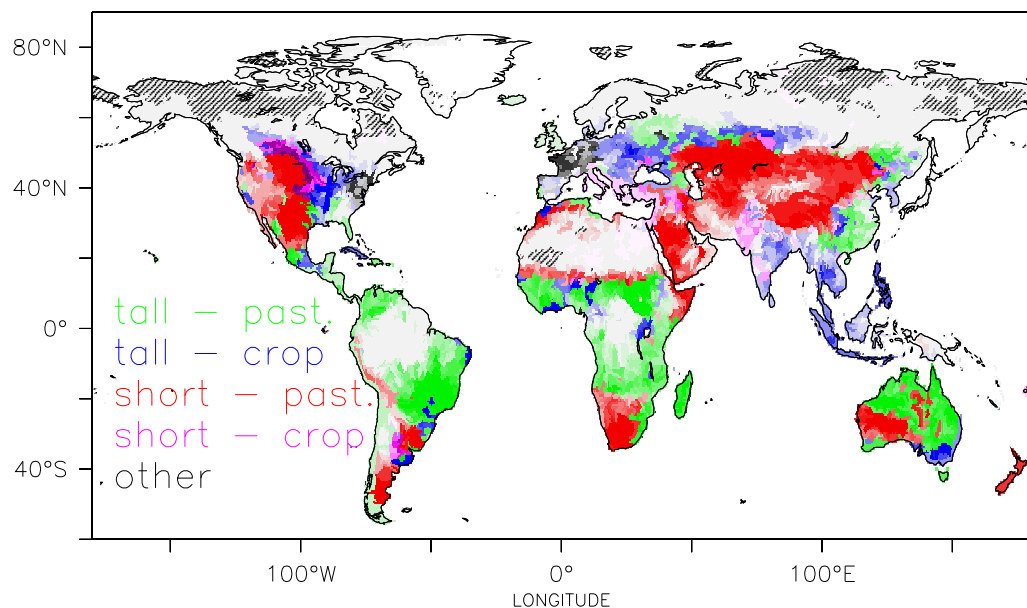 80°N
40°N
0°
40°S
tall – past.
tall – crop
short – past.
short – crop
other
100°W 0° 100°E
LONGITUDE